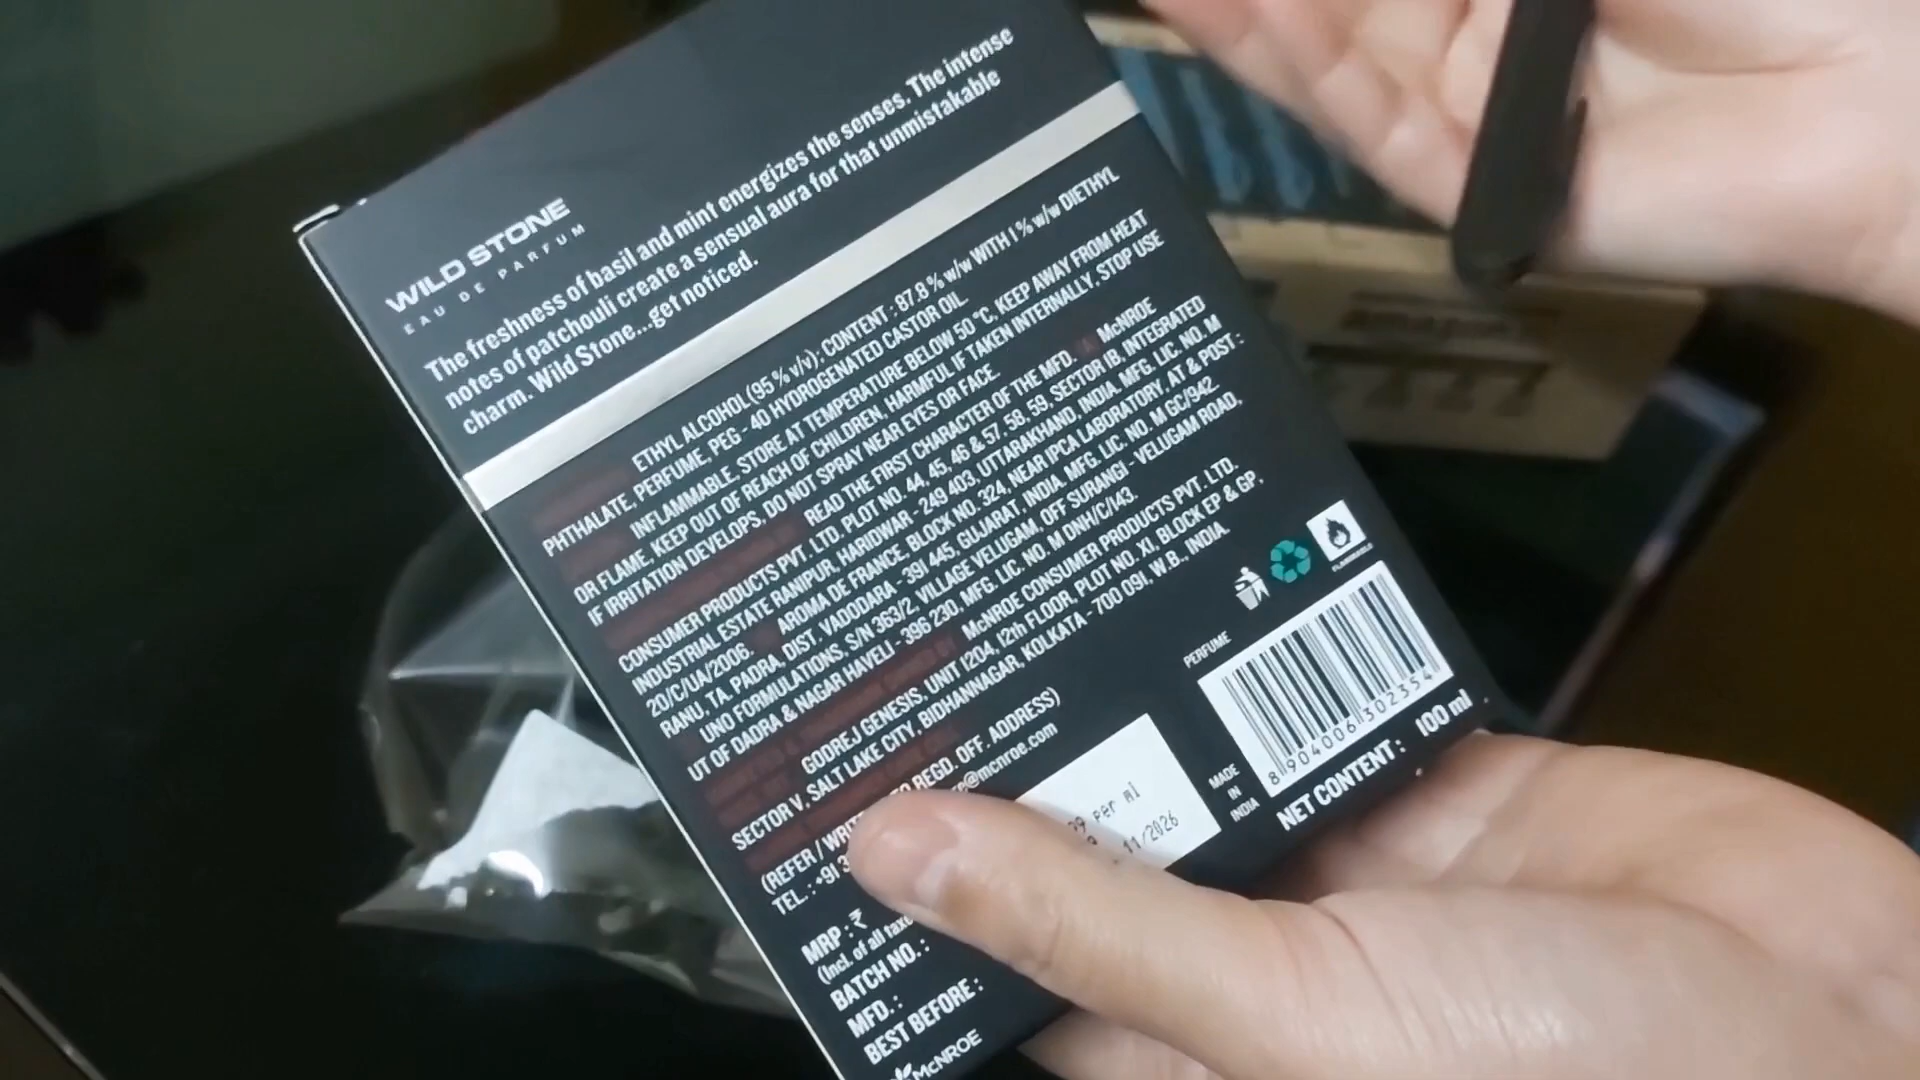 WILD STONE
EAU DE PARFUM
The freshness of basil and mint energizes the senses. The intense
notes of patchouli create a sensual aura for that unmistakable
charm. Wild Stone...get noticed.
ETHYL ALCOHOL (95 % v/v); CONTENT : 87.8 % w/w WITH 1 % w/w DIETHYL
PHTHALATE, PERFUME, PEG - 40 HYDROGENATED CASTOR OIL.
INFLAMMABLE, STORE AT TEMPERATURE BELOW 50 °C, KEEP AWAY FROM HEAT
OR FLAME, KEEP OUT OF REACH OF CHILDREN, HARMFUL IF TAKEN INTERNALLY, STOP USE
IF IRRITATION DEVELOPS, DO NOT SPRAY NEAR EYES OR FACE.
READ THE FIRST CHARACTER OF THE MFD. McNROE
CONSUMER PRODUCTS PVT. LTD. PLOT NO. 44, 45, 46 & 57, 58, 59, SECTOR IB, INTEGRATED
INDUSTRIAL ESTATE RANIPUR, HARIDWAR - 249 403, UTTARAKHAND, INDIA. MFG. LIC. NO. M
20/C/UA/2006. AROMA DE FRANCE, BLOCK NO. 324, NEAR IPCA LABORATORY, AT & POST :
RANU, TA. PADRA, DIST. VADODARA - 391 445, GUJARAT, INDIA. MFG. LIC. NO. M GC/942
UNO FORMULATIONS, S/N 363/2, VILLAGE VELUGAM, OFF SURANGI - VELUGAM ROAD,
UT OF DADRA & NAGAR HAVELI - 396 230, MFG. LIC. NO. M DNH/C/143.
McNROE CONSUMER PRODUCTS PVT. LTD.
GODREJ GENESIS, UNIT 1204, 12th FLOOR, PLOT NO. XI, BLOCK EP & GP,
SECTOR V, SALT LAKE CITY, BIDHANNAGAR, KOLKATA - 700 091, W.B., INDIA.
(REFER / REGD. OFF. ADDRESS)
TEL. : +91 @mcnroe.com
MRP : ₹
(Incl. of all
BATCH NO. :
MFD. :
BEST BEFORE :
McNROE
per ml
11/2026
PERFUME
MADE
IN
INDIA
8 904006 302354
NET CONTENT : 100 ml